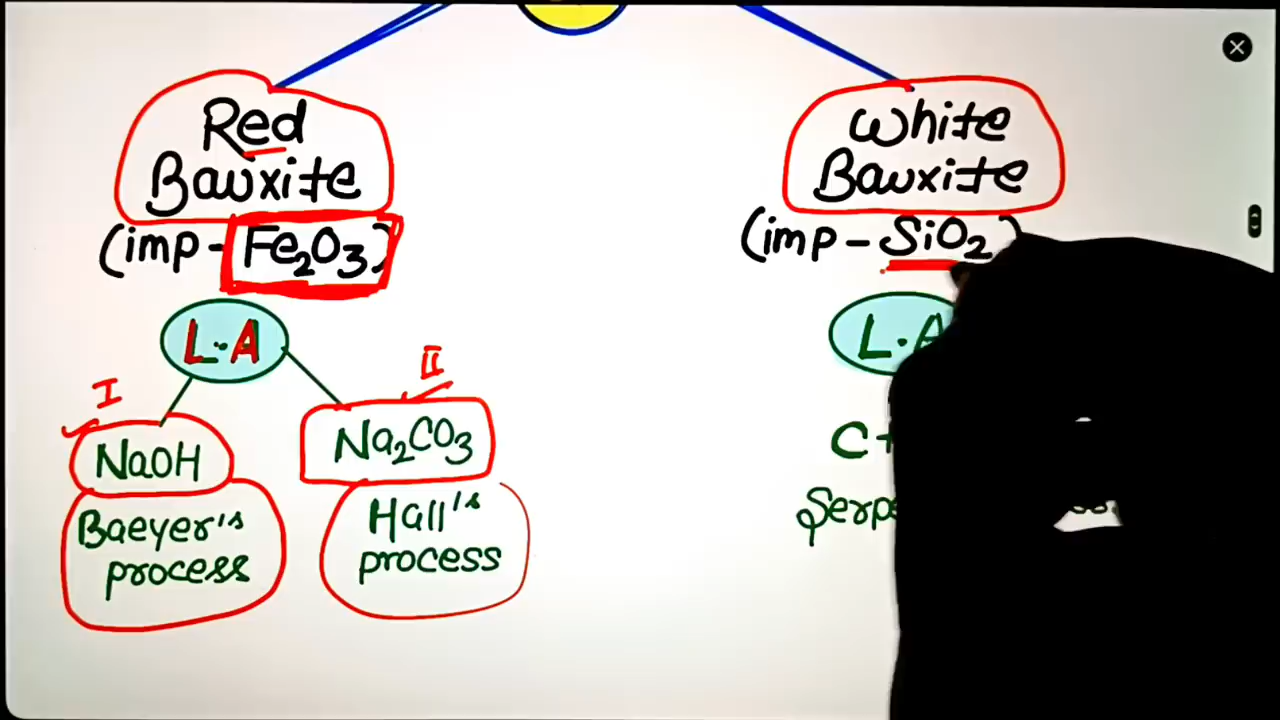 Red
Bauxite
(imp - Fe2O3)
L.A
I
II
NaOH
Na2CO3
Baeyer's
process
Hall's
process
White
Bauxite
(imp - SiO2)
L.A
C+